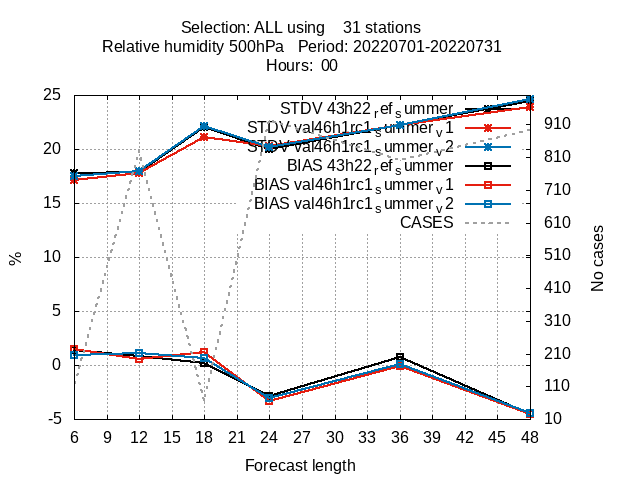 Selection: ALL using    31 stations
Relative humidity 500hPa   Period: 20220701-20220731
Hours:  00
STDV 43h22_ref_summer
STDV val46h1rc1_summer_v1
STDV val46h1rc1_summer_v2
BIAS 43h22_ref_summer
BIAS val46h1rc1_summer_v1
BIAS val46h1rc1_summer_v2
CASES
25
20
15
10
5
0
-5
%
910
810
710
610
510
410
310
210
110
10
No cases
6 9 12 15 18 21 24 27 30 33 36 39 42 45 48
Forecast length